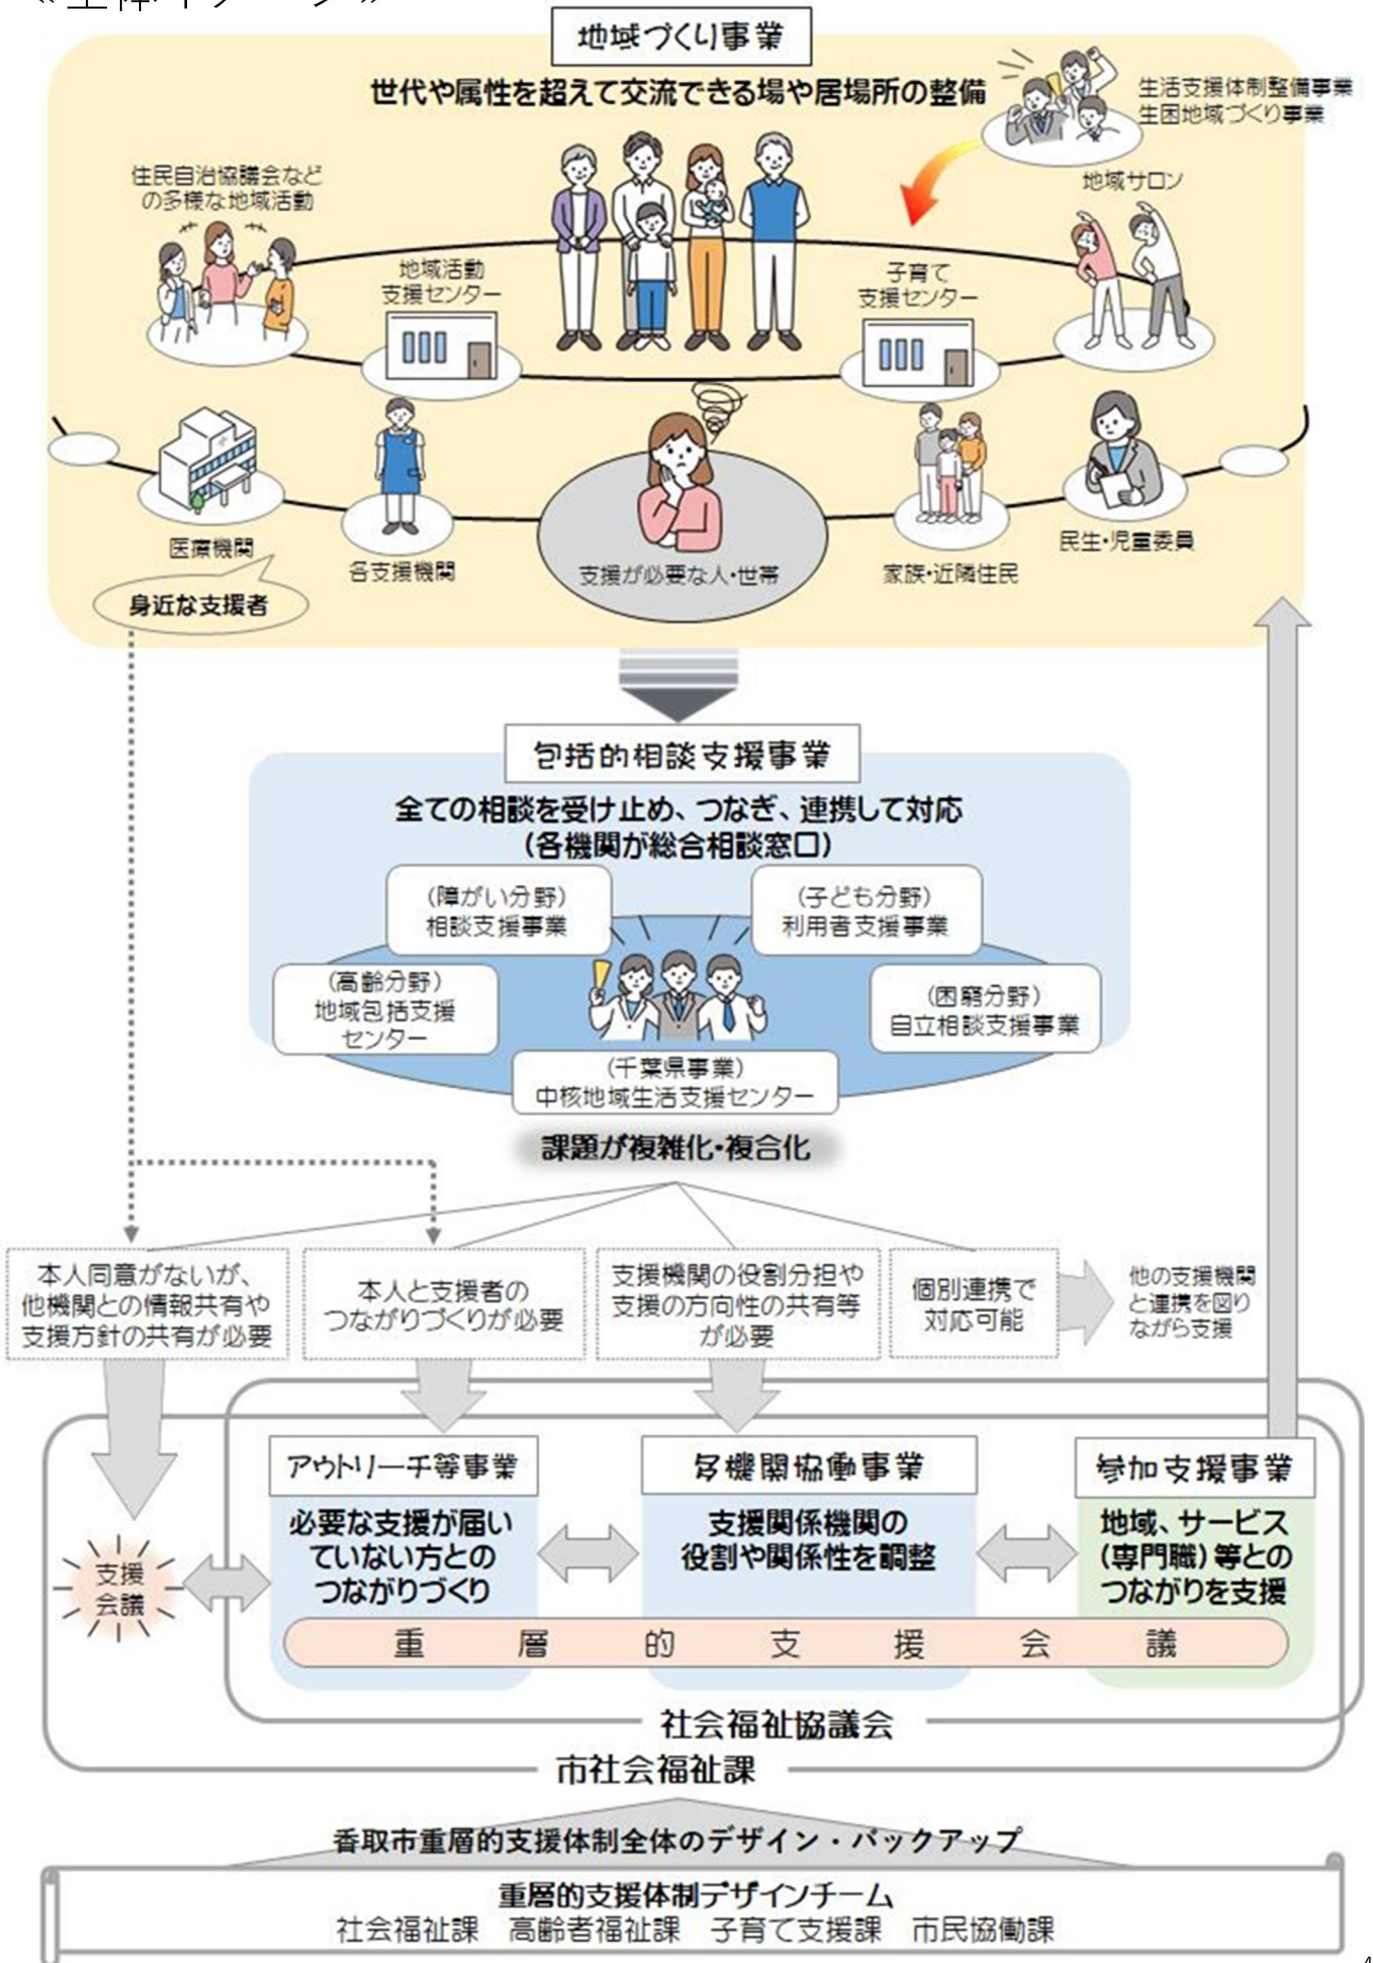 ≪全体イメージ≫
地域づくり事業
世代や属性を超えて交流できる場や居場所の整備
生活支援体制整備事業
生困地域づくり事業
住民自治協議会など
の多様な地域活動
地域サロン
地域活動
支援センター
子育て
支援センター
医療機関
各支援機関
支援が必要な人・世帯
家族・近隣住民
民生・児童委員
身近な支援者
包括的相談支援事業
全ての相談を受け止め、つなぎ、連携して対応
(各機関が総合相談窓口)
(障がい分野)
相談支援事業
(子ども分野)
利用者支援事業
(高齢分野)
地域包括支援
センター
(困窮分野)
自立相談支援事業
(千葉県事業)
中核地域生活支援センター
課題が複雑化・複合化
本人同意がないが、
他機関との情報共有や
支援方針の共有が必要
本人と支援者の
つながりづくりが必要
支援機関の役割分担や
支援の方向性の共有等
が必要
個別連携で
対応可能
他の支援機関
と連携を図り
ながら支援
アウトリーチ等事業
必要な支援が届い
ていない方との
つながりづくり
多機関協働事業
支援関係機関の
役割や関係性を調整
参加支援事業
地域、サービス
(専門職)等との
つながりを支援
支援
会議
重層的支援会議
社会福祉協議会
市社会福祉課
香取市重層的支援体制全体のデザイン・バックアップ
重層的支援体制デザインチーム
社会福祉課 高齢者福祉課 子育て支援課 市民協働課